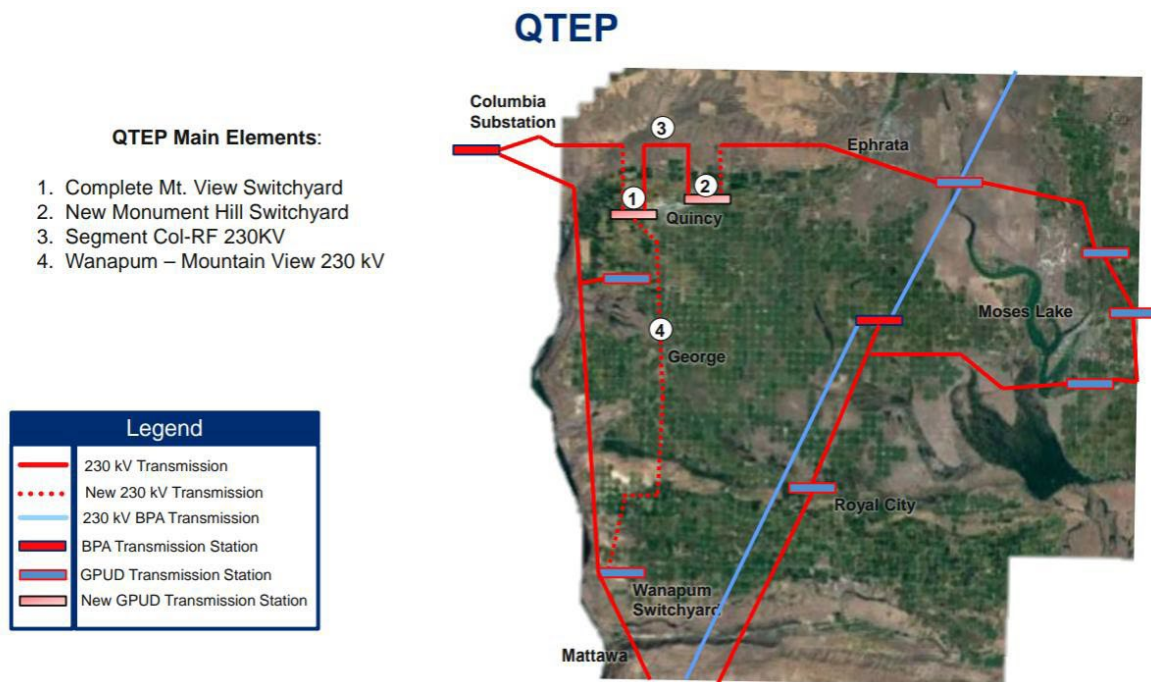 QTEP
QTEP Main Elements:
1. Complete Mt. View Switchyard
2. New Monument Hill Switchyard
3. Segment Col-RF 230KV
4. Wanapum – Mountain View 230 kV
Legend
230 kV Transmission
New 230 kV Transmission
230 kV BPA Transmission
BPA Transmission Station
GPUD Transmission Station
New GPUD Transmission Station
Columbia
Substation
3
Ephrata
1
2
Quincy
Moses Lake
4
George
Royal City
Wanapum
Switchyard
Mattawa